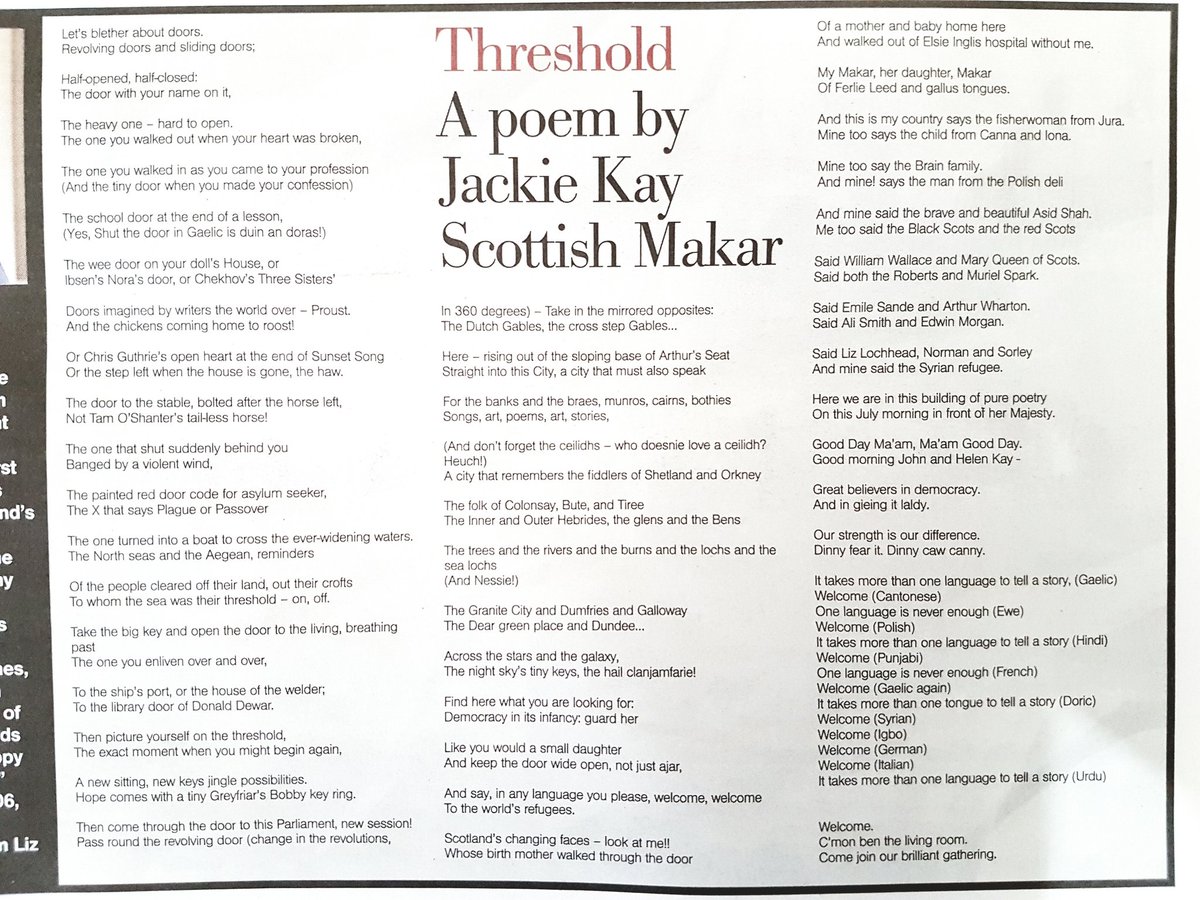 Let's blether about doors.
Revolving doors and sliding doors;
Half-opened, half-closed:
The door with your name on it,
The heavy one – hard to open.
The one you walked out when your heart was broken,
The one you walked in as you came to your profession
(And the tiny door when you made your confession)
The school door at the end of a lesson,
(Yes, Shut the door in Gaelic is duin an doras!)
The wee door on your doll's House, or
Ibsen's Nora's door, or Chekhov's Three Sisters'
Doors imagined by writers the world over – Proust.
And the chickens coming home to roost!
Or Chris Guthrie's open heart at the end of Sunset Song
Or the step left when the house is gone, the haw.
The door to the stable, bolted after the horse left,
Not Tam O'Shanter's tail-less horse!
The one that shut suddenly behind you
Banged by a violent wind,
The painted red door code for asylum seeker,
The X that says Plague or Passover
The one turned into a boat to cross the ever-widening waters.
The North seas and the Aegean, reminders
Of the people cleared off their land, out their crofts
To whom the sea was their threshold – on, off.
Take the big key and open the door to the living, breathing
past
The one you enliven over and over,
To the ship's port, or the house of the welder;
To the library door of Donald Dewar.
Then picture yourself on the threshold,
The exact moment when you might begin again,
A new sitting, new keys jingle possibilities.
Hope comes with a tiny Greyfriar's Bobby key ring.
Then come through the door to this Parliament, new session!
Pass round the revolving door (change in the revolutions,
Threshold
A poem by
Jackie Kay
Scottish Makar
In 360 degrees) – Take in the mirrored opposites:
The Dutch Gables, the cross step Gables...
Here – rising out of the sloping base of Arthur's Seat
Straight into this City, a city that must also speak
For the banks and the braes, munros, cairns, bothies
Songs, art, poems, art, stories,
(And don't forget the ceilidhs – who doesnie love a ceilidh?
Heuch!)
A city that remembers the fiddlers of Shetland and Orkney
The folk of Colonsay, Bute, and Tiree
The Inner and Outer Hebrides, the glens and the Bens
The trees and the rivers and the burns and the lochs and the
sea lochs
(And Nessie!)
The Granite City and Dumfries and Galloway
The Dear green place and Dundee...
Across the stars and the galaxy,
The night sky's tiny keys, the hail clanjamfarie!
Find here what you are looking for:
Democracy in its infancy: guard her
Like you would a small daughter
And keep the door wide open, not just ajar,
And say, in any language you please, welcome, welcome
To the world's refugees.
Scotland's changing faces – look at me!!
Whose birth mother walked through the door
Of a mother and baby home here
And walked out of Elsie Inglis hospital without me.
My Makar, her daughter, Makar
Of Ferlie Leed and gallus tongues.
And this is my country says the fisherwoman from Jura.
Mine too says the child from Canna and Iona.
Mine too say the Brain family.
And mine! says the man from the Polish deli
And mine said the brave and beautiful Asid Shah.
Me too said the Black Scots and the red Scots
Said William Wallace and Mary Queen of Scots.
Said both the Roberts and Muriel Spark.
Said Emile Sande and Arthur Wharton.
Said Ali Smith and Edwin Morgan.
Said Liz Lochhead, Norman and Sorley
And mine said the Syrian refugee.
Here we are in this building of pure poetry
On this July morning in front of her Majesty.
Good Day Ma'am, Ma'am Good Day.
Good morning John and Helen Kay -
Great believers in democracy.
And in gieing it laldy.
Our strength is our difference.
Dinny fear it. Dinny caw canny.
It takes more than one language to tell a story, (Gaelic)
Welcome (Cantonese)
One language is never enough (Ewe)
Welcome (Polish)
It takes more than one language to tell a story (Hindi)
Welcome (Punjabi)
One language is never enough (French)
Welcome (Gaelic again)
It takes more than one tongue to tell a story (Doric)
Welcome (Syrian)
Welcome (Igbo)
Welcome (German)
Welcome (Italian)
It takes more than one language to tell a story (Urdu)
Welcome.
C'mon ben the living room.
Come join our brilliant gathering.